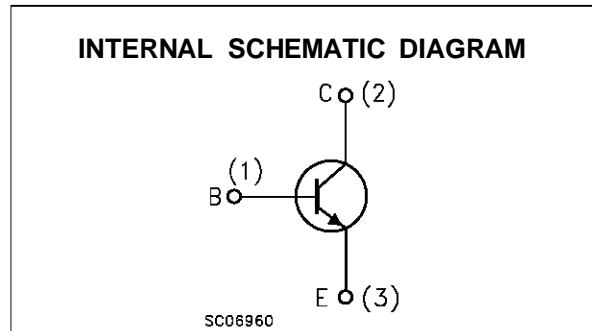 INTERNAL SCHEMATIC DIAGRAM
C (2)
(1)
B
E (3)
SC06960